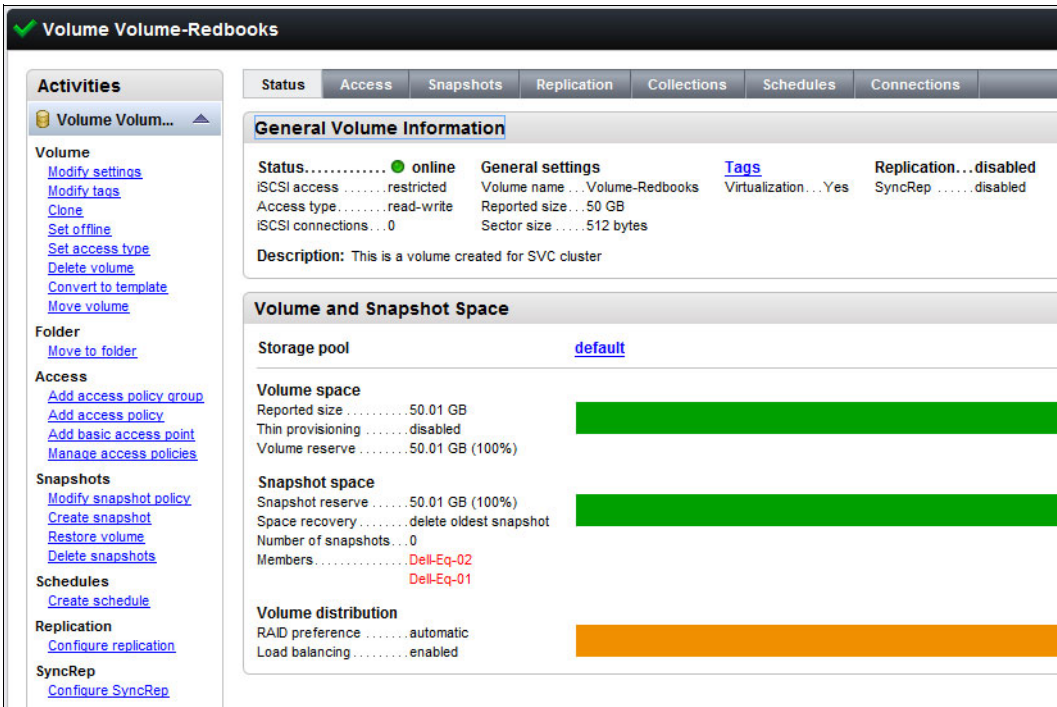 Volume Volume-Redbooks
Activities
Volume Volum...
Volume
Modify settings
Modify tags
Clone
Set offline
Set access type
Delete volume
Convert to template
Move volume
Folder
Move to folder
Access
Add access policy group
Add access policy
Add basic access point
Manage access policies
Snapshots
Modify snapshot policy
Create snapshot
Restore volume
Delete snapshots
Schedules
Create schedule
Replication
Configure replication
SyncRep
Configure SyncRep
Status Access Snapshots Replication Collections Schedules Connections
General Volume Information
Status............. online General settings Tags Replication...disabled
iSCSI access .......restricted Volume name ...Volume-Redbooks Virtualization...Yes SyncRep ......disabled
Access type........read-write Reported size...50 GB
iSCSI connections...0 Sector size .....512 bytes
Description: This is a volume created for SVC cluster
Volume and Snapshot Space
Storage pool default
Volume space
Reported size ..........50.01 GB
Thin provisioning .......disabled
Volume reserve ........50.01 GB (100%)
Snapshot space
Snapshot reserve ......50.01 GB (100%)
Space recovery........delete oldest snapshot
Number of snapshots...0
Members...............Dell-Eq-02
Dell-Eq-01
Volume distribution
RAID preference .......automatic
Load balancing.........enabled